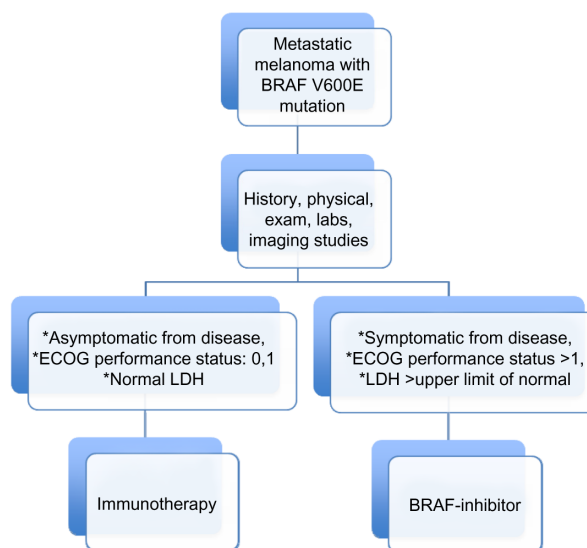 Metastatic
melanoma with
BRAF V600E
mutation
History, physical,
exam, labs,
imaging studies
*Asymptomatic from disease,
*ECOG performance status: 0,1
*Normal LDH
*Symptomatic from disease,
*ECOG performance status >1,
*LDH >upper limit of normal
Immunotherapy
BRAF-inhibitor